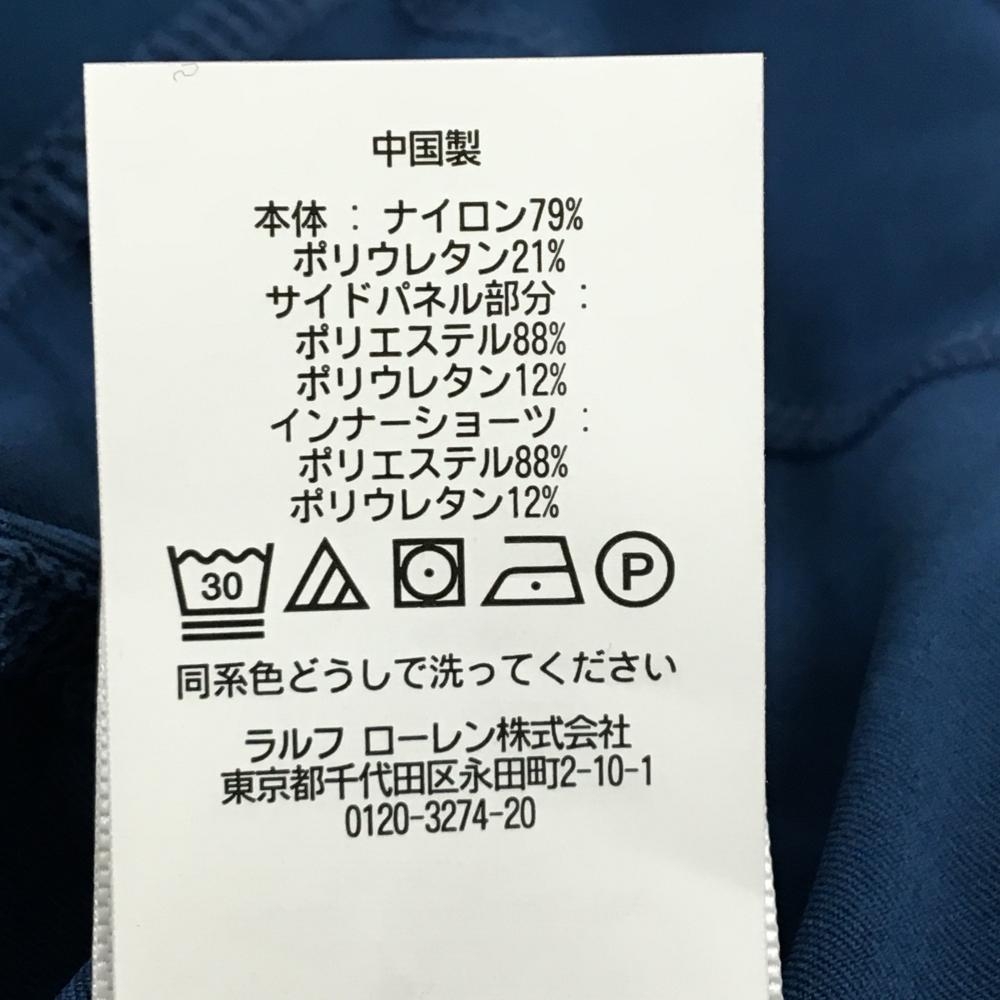 中国製
本体 : ナイロン79%
ポリウレタン21%
サイドパネル部分 :
ポリエステル88%
ポリウレタン12%
インナーショーツ :
ポリエステル88%
ポリウレタン12%
30 P
同系色どうしで洗ってください
ラルフ ローレン株式会社
東京都千代田区永田町2-10-1
0120-3274-20